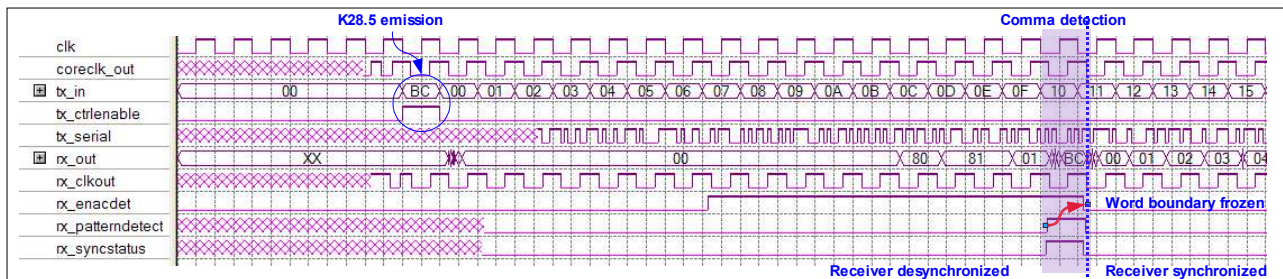 K28.5 emission Comma detection
clk
coreclk_out
tx_in 00 BC 00 01 02 03 04 05 06 07 08 09 0A 0B 0C 0D 0E 0F 10 11 12 13 14 15
tx_ctrlenable
tx_serial
rx_out XX 00 80 81 01 BC 00 01 02 03 04
rx_clkout
rx_enacdet Word boundary frozen
rx_patterndetect
rx_syncstatus
Receiver desynchronized Receiver synchronized